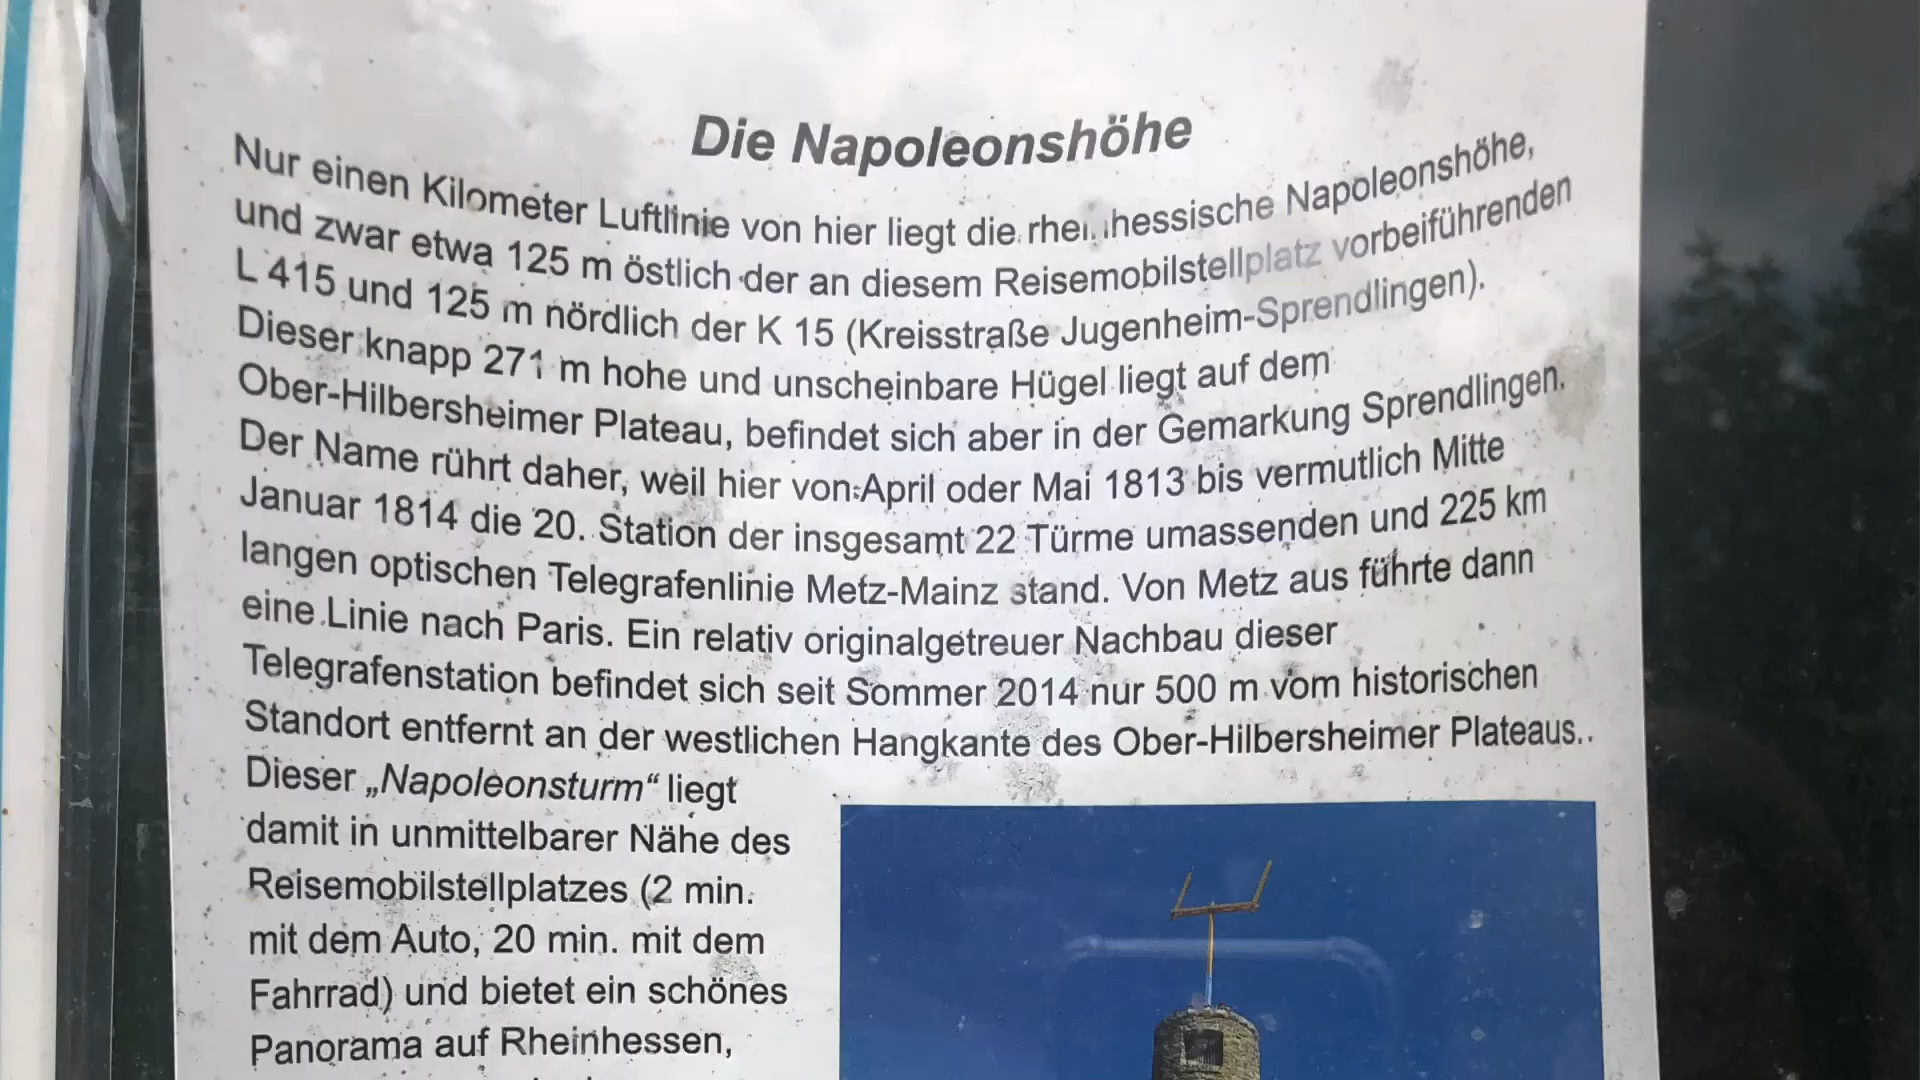 Die Napoleonshöhe
Nur einen Kilometer Luftlinie von hier liegt die rheinhessische Napoleonshöhe,
und zwar etwa 125 m östlich der an diesem Reisemobilstellplatz vorbeiführenden
L 415 und 125 m nördlich der K 15 (Kreisstraße Jugenheim-Sprendlingen).
Dieser knapp 271 m hohe und unscheinbare Hügel liegt auf dem
Ober-Hilbersheimer Plateau, befindet sich aber in der Gemarkung Sprendlingen.
Der Name rührt daher, weil hier von April oder Mai 1813 bis vermutlich Mitte
Januar 1814 die 20. Station der insgesamt 22 Türme umassenden und 225 km
langen optischen Telegrafenlinie Metz-Mainz stand. Von Metz aus führte dann
eine Linie nach Paris. Ein relativ originalgetreuer Nachbau dieser
Telegrafenstation befindet sich seit Sommer 2014 nur 500 m vom historischen
Standort entfernt an der westlichen Hangkante des Ober-Hilbersheimer Plateaus..
Dieser „Napoleonsturm“ liegt
damit in unmittelbarer Nähe des
Reisemobilstellplatzes (2 min.
mit dem Auto, 20 min. mit dem
Fahrrad) und bietet ein schönes
Panorama auf Rheinhessen,